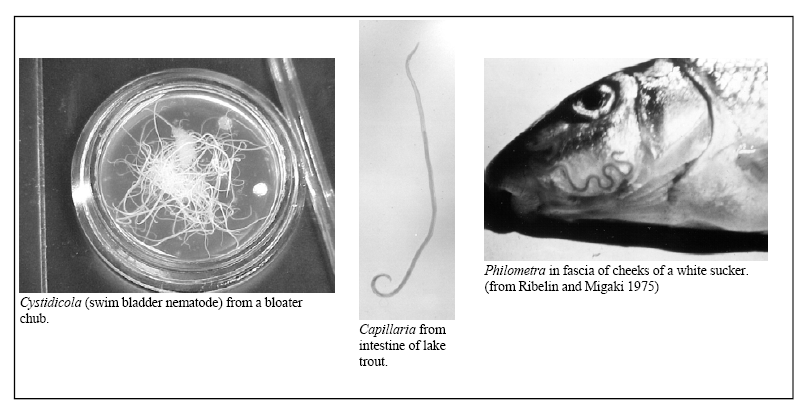 Cystidicola (swim bladder nematode) from a bloater
chub.
Capillaria from
intestine of lake
trout.
Philometra in fascia of cheeks of a white sucker.
(from Ribelin and Migaki 1975)